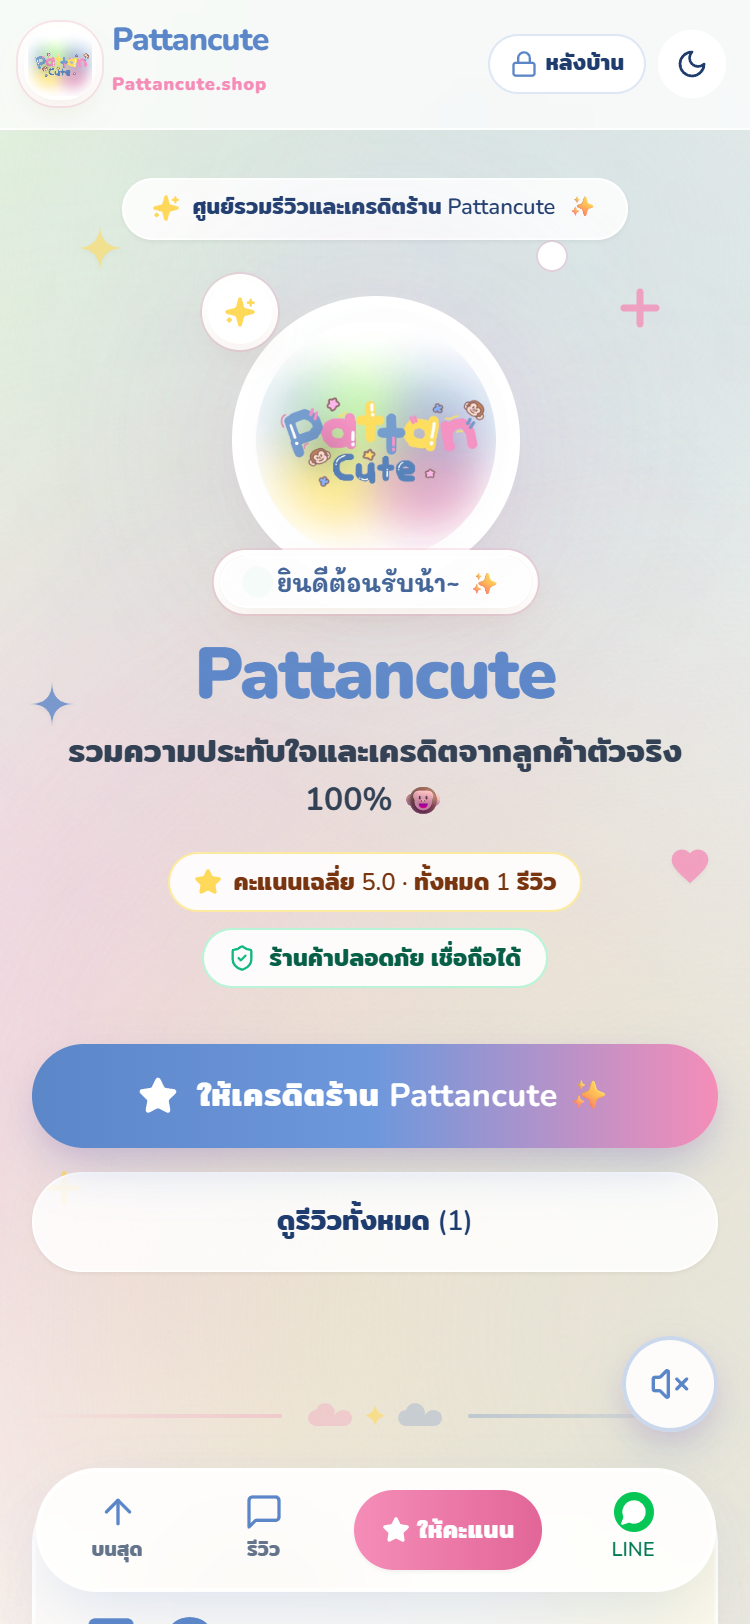 Pattan
Cute
Pattancute
Pattancute.shop
หลังบ้าน
ศูนย์รวมรีวิวและเครดิตร้าน Pattancute
Pattan
Cute
ยินดีต้อนรับน้า~
Pattancute
รวมความประทับใจและเครดิตจากลูกค้าตัวจริง
100%
คะแนนเฉลี่ย 5.0 · ทั้งหมด 1 รีวิว
ร้านค้าปลอดภัย เชื่อถือได้
ให้เครดิตร้าน Pattancute
ดูรีวิวทั้งหมด (1)
บนสุด
รีวิว
ให้คะแนน
LINE